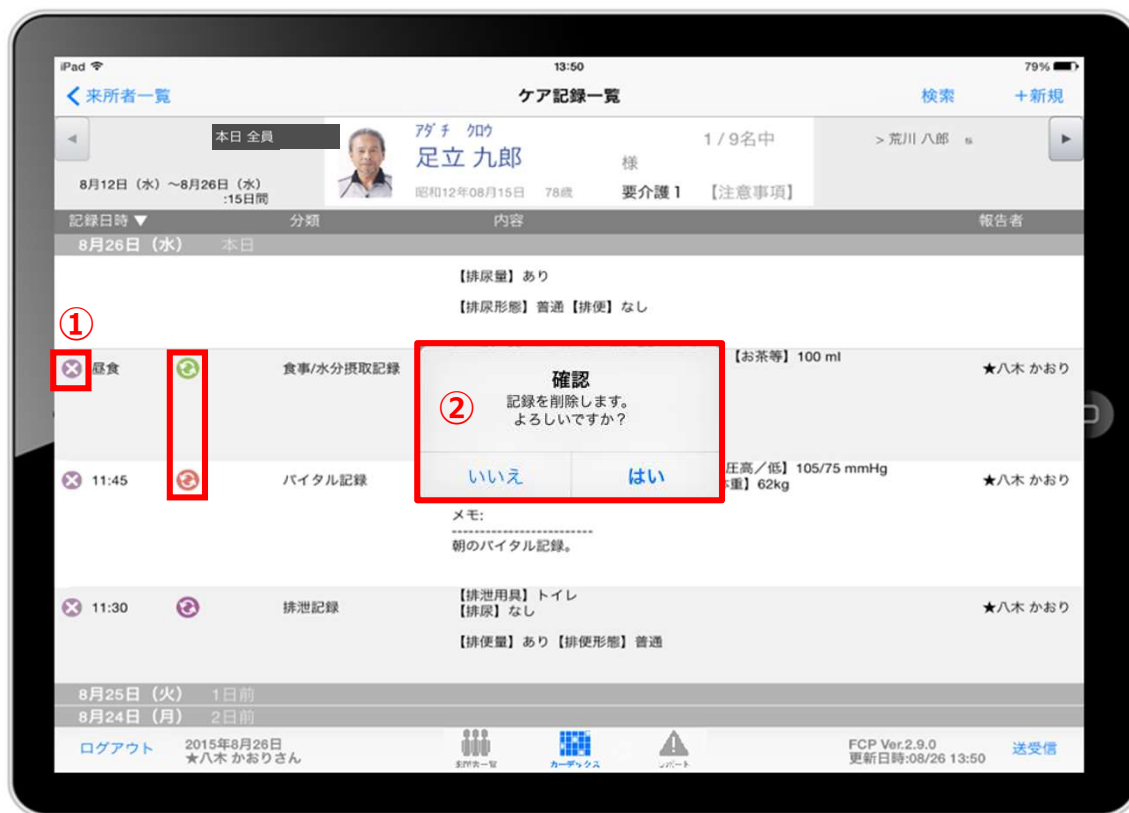 iPad 13:50 79%
来所者一覧 ケア記録一覧 検索 +新規
本日 全員
アダチ クロウ
足立 九郎 様
1 / 9名中
> 荒川 八郎
8月12日（水）～8月26日（水）
:15日間
昭和12年08月15日 78歳 要介護 1 【注意事項】
記録日時 ▼ 分類 内容 報告者
8月26日（水） 本日
【排尿量】あり
【排尿形態】普通【排便】なし
①
昼食 食事/水分摂取記録 【お茶等】100 ml ★八木 かおり
②
確認
記録を削除します。
よろしいですか？
いいえ はい
11:45 バイタル記録 圧高／低】105/75 mmHg ★八木 かおり
重】62kg
メモ:
-------------------------
朝のバイタル記録。
11:30 排泄記録 【排泄用具】トイレ ★八木 かおり
【排尿】なし
【排便量】あり【排便形態】普通
8月25日（火） 1日前
8月24日（月） 2日前
ログアウト 2015年8月26日
★八木 かおりさん
カーデックス
FCP Ver.2.9.0
更新日時:08/26 13:50
送受信